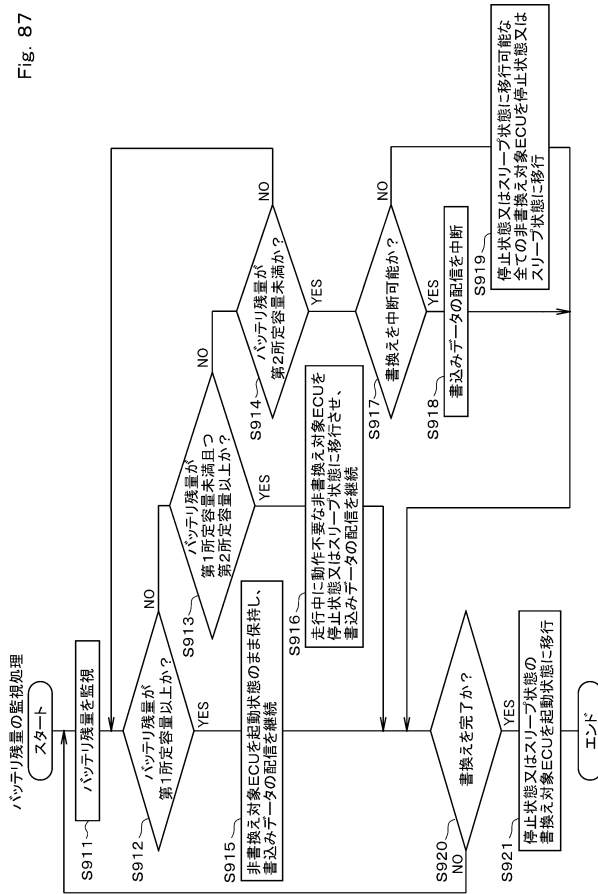 Fig. 87
バッテリ残量の監視処理
スタート
S911
バッテリ残量を監視
S912
バッテリ残量が
第1所定容量以上か？
NO
YES
S913
バッテリ残量が
第1所定容量未満且つ
第2所定容量以上か？
NO
YES
S914
バッテリ残量が
第2所定容量未満か？
NO
YES
S915
非書換え対象ECUを起動状態のまま保持し、
書込みデータの配信を継続
S916
走行中に動作不要な非書換え対象ECUを
停止状態又はスリープ状態に移行させ、
書込みデータの配信を継続
S917
書換えを中断可能か？
NO
YES
S918
書込みデータの配信を中断
S919
停止状態又はスリープ状態に移行可能な
全ての非書換え対象ECUを停止状態又は
スリープ状態に移行
S920
書換えを完了か？
NO
YES
S921
停止状態又はスリープ状態の
書換え対象ECUを起動状態に移行
エンド